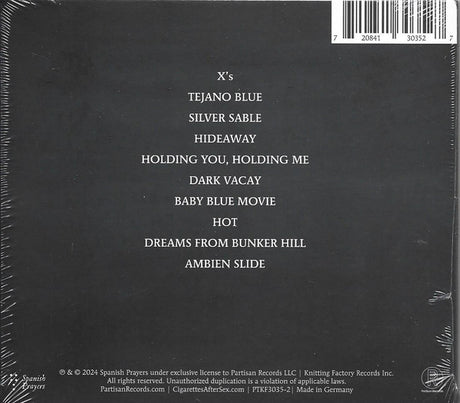 7 20841 30352 7
X's
TEJANO BLUE
SILVER SABLE
HIDEAWAY
HOLDING YOU, HOLDING ME
DARK VACAY
BABY BLUE MOVIE
HOT
DREAMS FROM BUNKER HILL
AMBIEN SLIDE
Spanish
Prayers
℗ & © 2024 Spanish Prayers under exclusive license to Partisan Records LLC | Knitting Factory Records Inc.
All rights reserved. Unauthorized duplication is a violation of applicable laws.
PartisanRecords.com | CigarettesAfterSex.com | PTKF3035-2 | Made in Germany